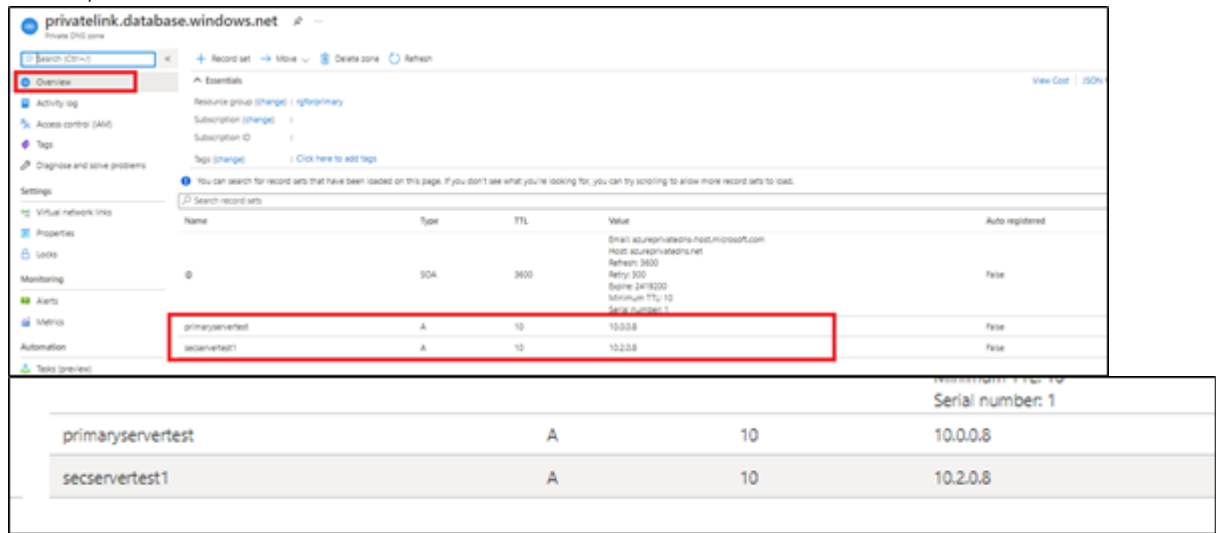 privatelink.database.windows.net
Private DNS zone
Search (Ctrl+/)
Record set Move Delete zone Refresh
Overview
Essentials
View Cost JSON
Activity log
Resource group (change) : rgforprimary
Access control (IAM)
Subscription (change) :
Tags
Subscription ID :
Diagnose and solve problems
Tags (change) : Click here to add tags
You can search for record sets that have been loaded on this page. If you don't see what you're looking for, you can try scrolling to allow more record sets to load.
Settings
Search record sets
Virtual network links
Name Type TTL Value Auto registered
Properties
Locks
Email: azureprivatedns-host.microsoft.com
Host: azureprivatedns.net
Refresh: 3600
@ SOA 3600 Retry: 300 False
Expire: 2419200
Minimum TTL: 10
Serial number: 1
Monitoring
Alerts
Metrics
primaryservertest A 10 10.0.0.8 False
Automation
secservertest1 A 10 10.2.0.8 False
Tasks (preview)
Minimum TTL: 10
Serial number: 1
primaryservertest A 10 10.0.0.8
secservertest1 A 10 10.2.0.8